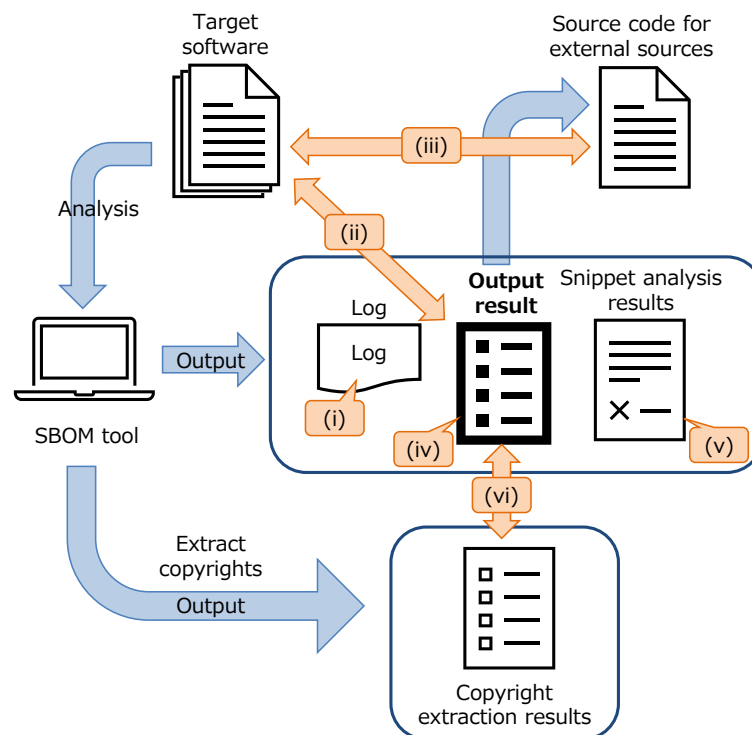 Target
software
Source code for
external sources
(iii)
Analysis
(ii)
Output
result
Snippet analysis
results
Log
Log
Output
(i)
(iv)
(v)
SBOM tool
(vi)
Extract
copyrights
Output
Copyright
extraction results